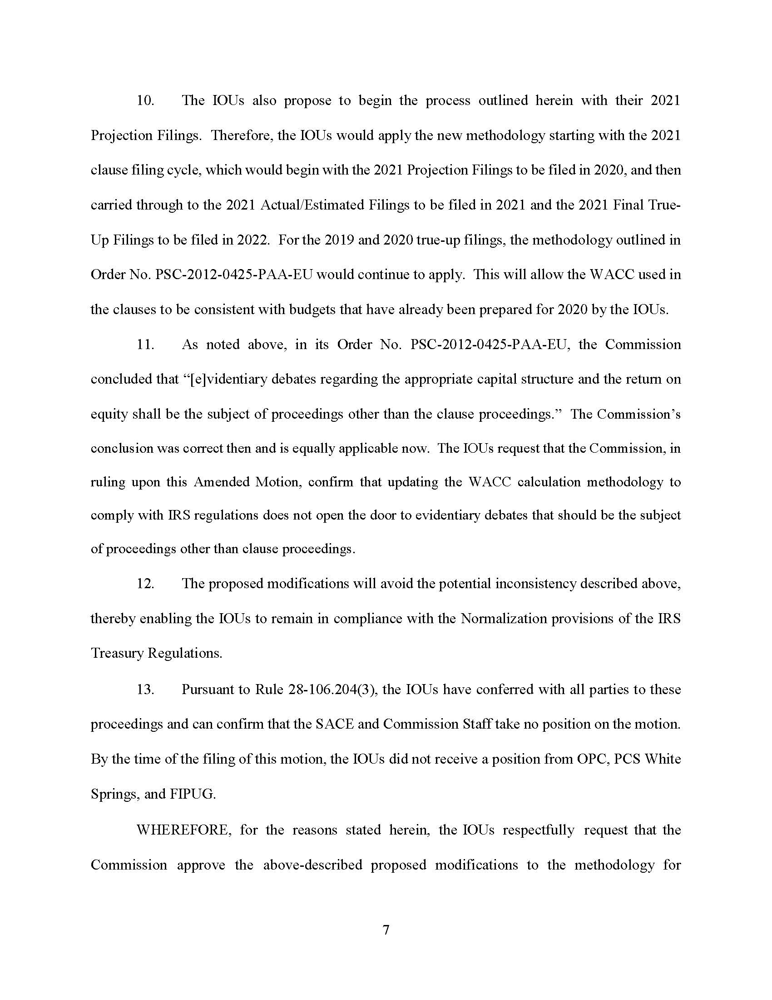 10. The IOUs also propose to begin the process outlined herein with their 2021
Projection Filings. Therefore, the IOUs would apply the new methodology starting with the 2021
clause filing cycle, which would begin with the 2021 Projection Filings to be filed in 2020, and then
carried through to the 2021 Actual/Estimated Filings to be filed in 2021 and the 2021 Final True-
Up Filings to be filed in 2022. For the 2019 and 2020 true-up filings, the methodology outlined in
Order No. PSC-2012-0425-PAA-EU would continue to apply. This will allow the WACC used in
the clauses to be consistent with budgets that have already been prepared for 2020 by the IOUs.
11. As noted above, in its Order No. PSC-2012-0425-PAA-EU, the Commission
concluded that “[e]videntiary debates regarding the appropriate capital structure and the return on
equity shall be the subject of proceedings other than the clause proceedings.” The Commission’s
conclusion was correct then and is equally applicable now. The IOUs request that the Commission, in
ruling upon this Amended Motion, confirm that updating the WACC calculation methodology to
comply with IRS regulations does not open the door to evidentiary debates that should be the subject
of proceedings other than clause proceedings.
12. The proposed modifications will avoid the potential inconsistency described above,
thereby enabling the IOUs to remain in compliance with the Normalization provisions of the IRS
Treasury Regulations.
13. Pursuant to Rule 28-106.204(3), the IOUs have conferred with all parties to these
proceedings and can confirm that the SACE and Commission Staff take no position on the motion.
By the time of the filing of this motion, the IOUs did not receive a position from OPC, PCS White
Springs, and FIPUG.
WHEREFORE, for the reasons stated herein, the IOUs respectfully request that the
Commission approve the above-described proposed modifications to the methodology for
7